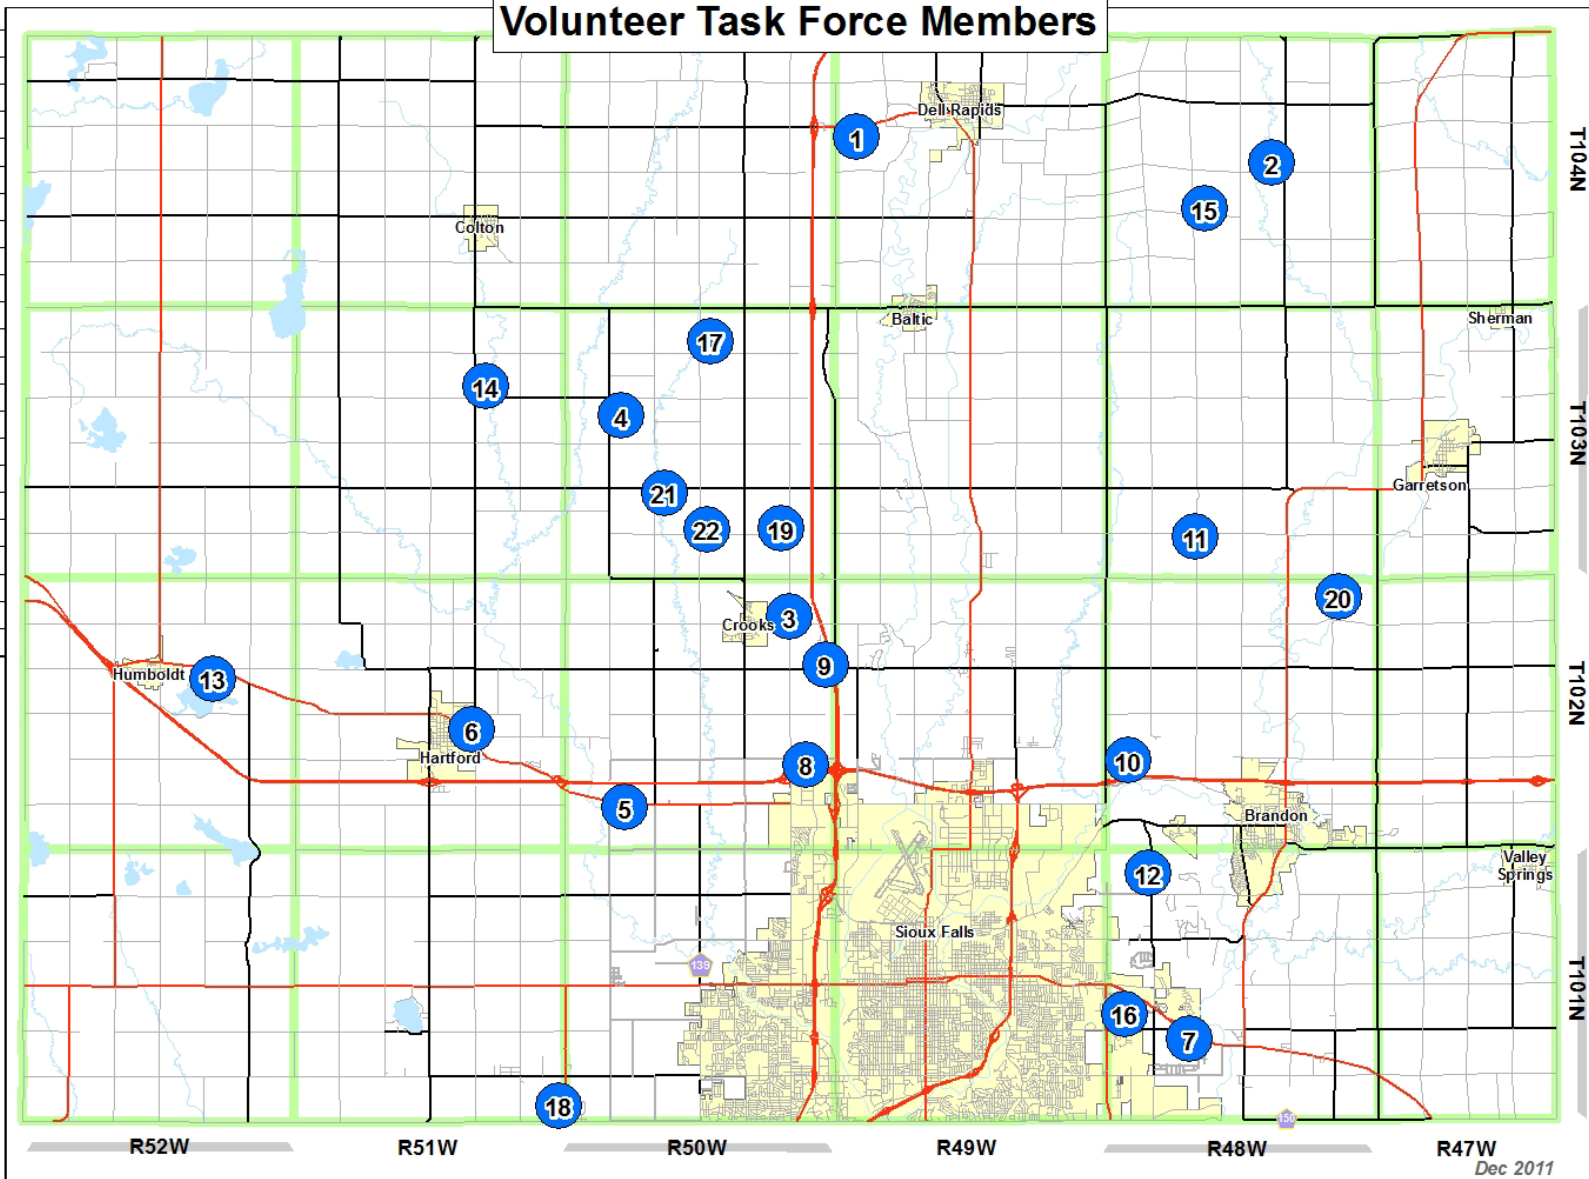 Volunteer Task Force Members
Dell Rapids
1
T104N
2
15
Colton
Baltic
Sherman
17
14
4
T103N
Garretson
21
22
19
11
20
3
Crooks
9
Humboldt
13
T102N
6
Hartford
8
10
5
Brandon
Valley
Springs
12
Sioux Falls
139
T101N
16
7
18
150
R52W
R51W
R50W
R49W
R48W
R47W
Dec 2011